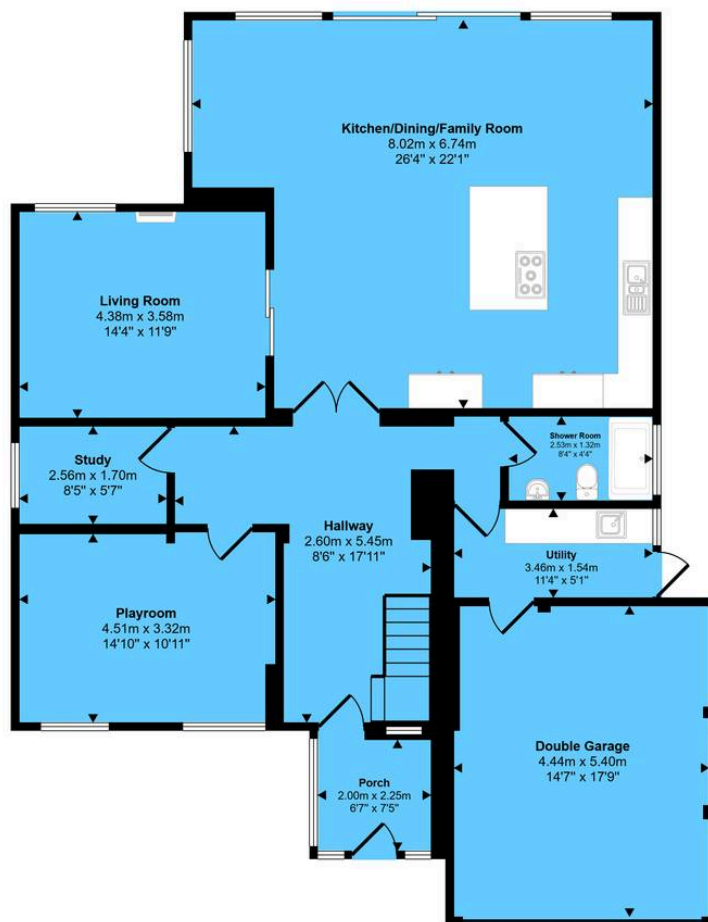 Kitchen/Dining/Family Room
8.02m x 6.74m
26'4" x 22'1"
Living Room
4.38m x 3.58m
14'4" x 11'9"
Shower Room
2.53m x 1.32m
8'4" x 4'4"
Study
2.56m x 1.70m
8'5" x 5'7"
Hallway
2.60m x 5.45m
8'6" x 17'11"
Utility
3.46m x 1.54m
11'4" x 5'1"
Playroom
4.51m x 3.32m
14'10" x 10'11"
Double Garage
4.44m x 5.40m
14'7" x 17'9"
Porch
2.00m x 2.25m
6'7" x 7'5"